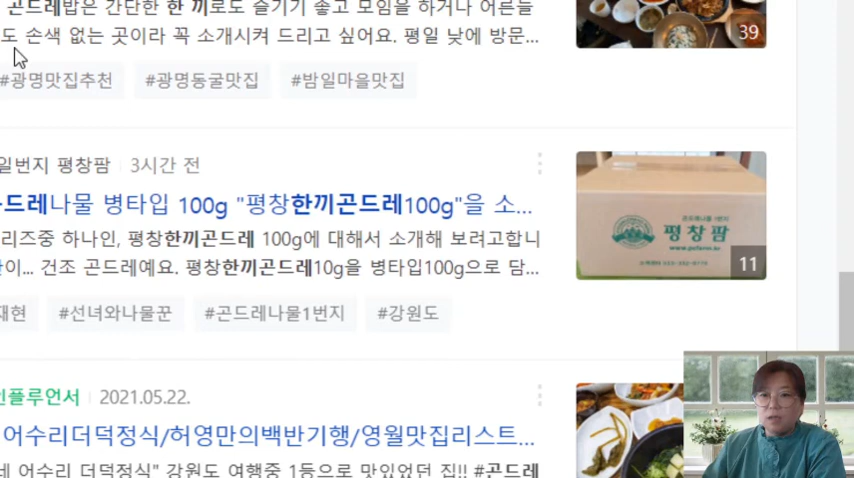 곤드레밥은 간단한 한 끼로도 즐기기 좋고 모임을 하거나 어른들
도 손색 없는 곳이라 꼭 소개시켜 드리고 싶어요. 평일 낮에 방문...
39
#광명맛집추천 #광명동굴맛집 #밤일마을맛집
일번지 평창팜 3시간 전
드레나물 병타입 100g "평창한끼곤드레100g"을 소...
리즈중 하나인, 평창한끼곤드레 100g에 대해서 소개해 보려고합니
이... 건조 곤드레예요. 평창한끼곤드레10g을 병타입100g으로 담...
곤드레나물 1번지
평창팜
11
재현 #선녀와나물꾼 #곤드레나물1번지 #강원도
인플루언서 2021.05.22.
어수리더덕정식/허영만의백반기행/영월맛집리스트...
네 어수리 더덕정식" 강원도 여행중 1등으로 맛있었던 집!! #곤드레